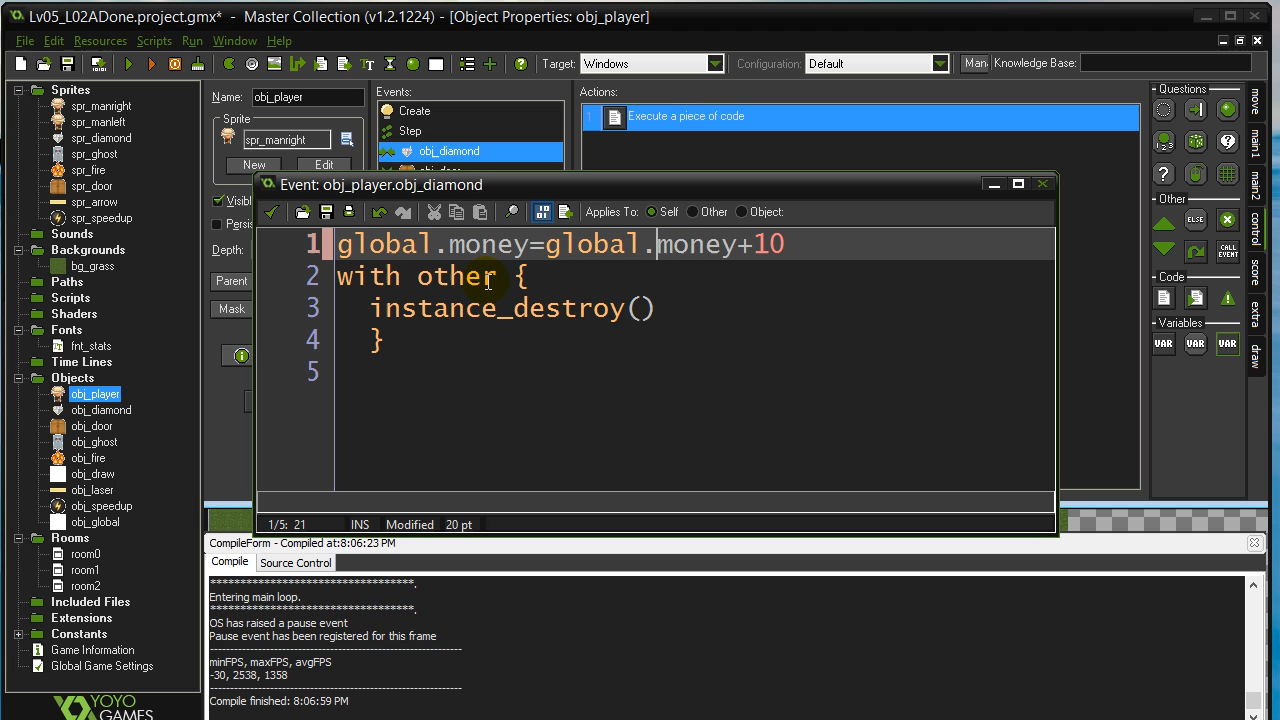 Lv05_L02ADone.project.gmx* - Master Collection (v1.2.1224) - [Object Properties: obj_player]
File Edit Resources Scripts Run Window Help
Target: Windows Configuration: Default Knowledge Base:
Sprites
spr_manright
spr_manleft
spr_diamond
spr_ghost
spr_fire
spr_door
spr_arrow
spr_speedup
Sounds
Backgrounds
bg_grass
Paths
Scripts
Shaders
Fonts
fnt_stats
Time Lines
Objects
obj_player
obj_diamond
obj_door
obj_ghost
obj_fire
obj_draw
obj_laser
obj_speedup
obj_global
Rooms
room0
room1
room2
Included Files
Extensions
Constants
Game Information
Global Game Settings
YOYO
GAMES
Name: obj_player
Sprite
spr_manright
New Edit
Depth:
Parent
Mask
Events:
Create
Step
obj_diamond
Actions:
Execute a piece of code
Event: obj_player.obj_diamond
Applies To: Self Other Object:
1 global.money=global.money+10
2 with other {
3 instance_destroy()
4 }
5
1/5: 21 INS Modified 20 pt
Questions
Other
ELSE
CALL EVENT
Code
Variables
VAR VAR VAR
move
main1
main2
control
score
extra
draw
CompileForm - Compiled at:8:06:23 PM
Compile Source Control
***********************************.
Entering main loop.
***********************************.
OS has raised a pause event
Pause event has been registered for this frame
minFPS, maxFPS, avgFPS
-30, 2538, 1358
Compile finished: 8:06:59 PM